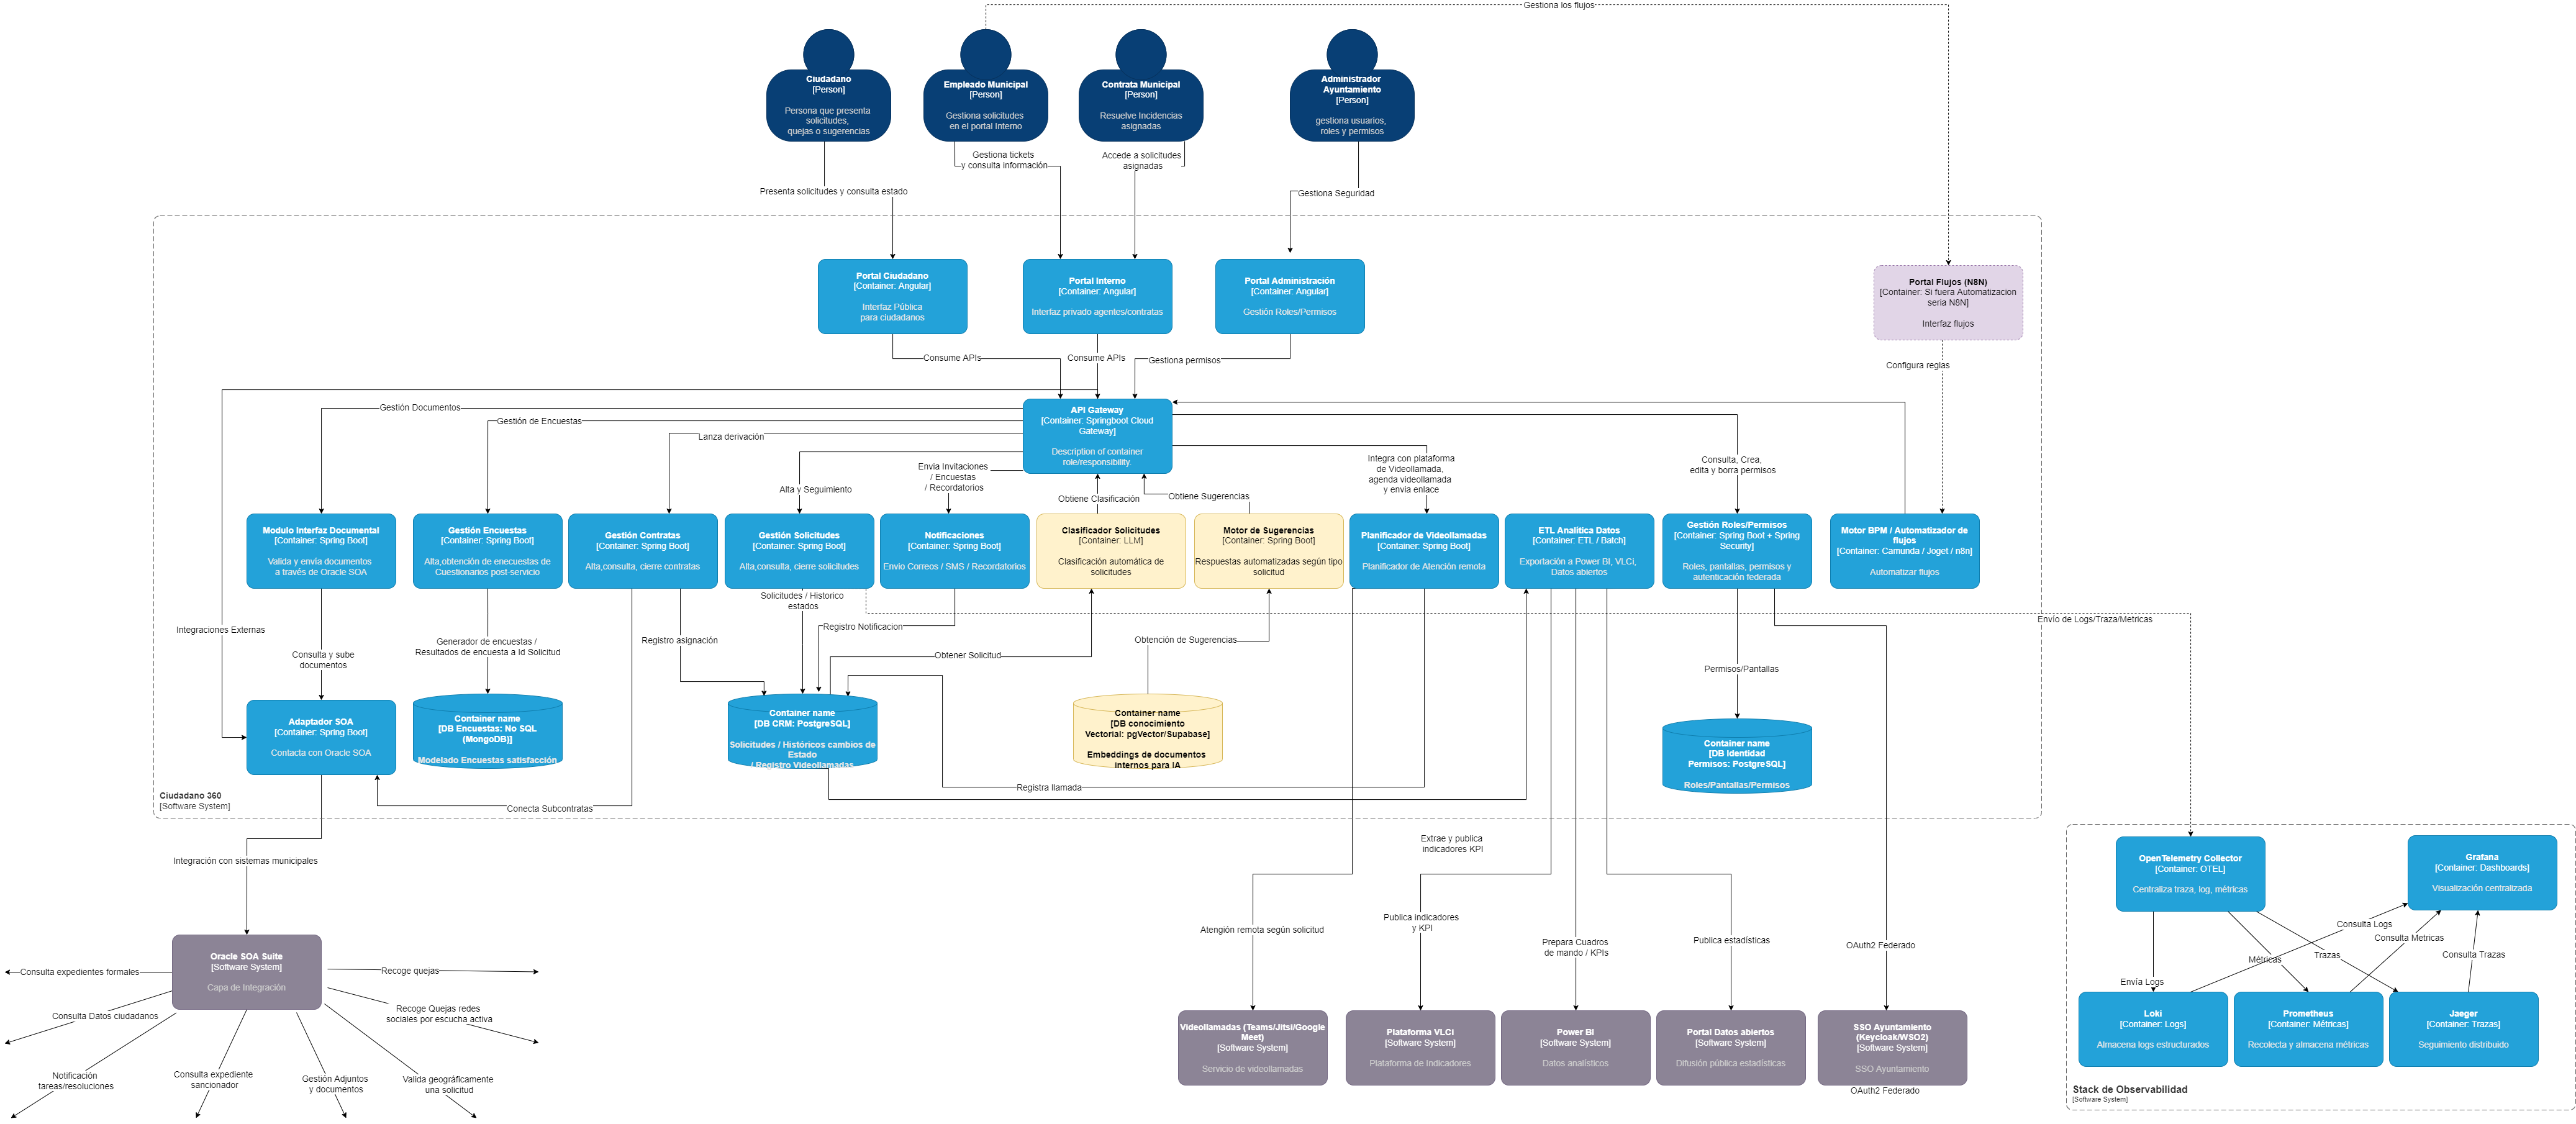 Gestiona los flujos
Ciudadano
[Person]
Persona que presenta
solicitudes,
quejas o sugerencias
Empleado Municipal
[Person]
Gestiona solicitudes
en el portal Interno
Contrata Municipal
[Person]
Resuelve Incidencias
asignadas
Administrador
Ayuntamiento
[Person]
gestiona usuarios,
roles y permisos
Gestiona tickets
y consulta información
Accede a solicitudes
asignadas
Presenta solicitudes y consulta estado
Gestiona Seguridad
Portal Ciudadano
[Container: Angular]
Interfaz Pública
para ciudadanos
Portal Interno
[Container: Angular]
Interfaz privado agentes/contratas
Portal Administración
[Container: Angular]
Gestión Roles/Permisos
Portal Flujos (N8N)
[Container: Si fuera Automatizacion
seria N8N]
Interfaz flujos
Consume APIs
Consume APIs
Gestiona permisos
Configura reglas
API Gateway
[Container: Springboot Cloud
Gateway]
Description of container
role/responsibility.
Gestión Documentos
Gestión de Encuestas
Lanza derivación
Alta y Seguimiento
Envia Invitaciones
/ Encuestas
/ Recordatorios
Obtiene Clasificación
Obtiene Sugerencias
Integra con plataforma
de Videollamada,
agenda videollamada
y envia enlace
Consulta, Crea,
edita y borra permisos
Modulo Interfaz Documental
[Container: Spring Boot]
Valida y envía documentos
a través de Oracle SOA
Gestión Encuestas
[Container: Spring Boot]
Alta,obtención de enecuestas de
Cuestionarios post-servicio
Gestión Contratas
[Container: Spring Boot]
Alta,consulta, cierre contratas
Gestión Solicitudes
[Container: Spring Boot]
Alta,consulta, cierre solicitudes
Notificaciones
[Container: Spring Boot]
Envio Correos / SMS / Recordatorios
Clasificador Solicitudes
[Container: LLM]
Clasificación automática de
solicitudes
Motor de Sugerencias
[Container: Spring Boot]
Respuestas automatizadas según tipo
solicitud
Planificador de Videollamadas
[Container: Spring Boot]
Planificador de Atención remota
ETL Analítica Datos
[Container: ETL / Batch]
Exportación a Power BI, VLCi,
Datos abiertos
Gestión Roles/Permisos
[Container: Spring Boot + Spring
Security]
Roles, pantallas, permisos y
autenticación federada
Motor BPM / Automatizador de
flujos
[Container: Camunda / Joget / n8n]
Automatizar flujos
Integraciones Externas
Consulta y sube
documentos
Generador de encuestas /
Resultados de encuesta a Id Solicitud
Registro asignación
Solicitudes / Historico
estados
Registro Notificacion
Obtener Solicitud
Obtención de Sugerencias
Permisos/Pantallas
Envío de Logs/Traza/Metricas
Adaptador SOA
[Container: Spring Boot]
Contacta con Oracle SOA
Container name
[DB Encuestas: No SQL
(MongoDB)]
Modelado Encuestas satisfacción
Container name
[DB CRM: PostgreSQL]
Solicitudes / Históricos cambios de
Estado
/ Registro Videollamadas
Container name
[DB conocimiento
Vectorial: pgVector/Supabase]
Embeddings de documentos
internos para IA
Container name
[DB Identidad
Permisos: PostgreSQL]
Roles/Pantallas/Permisos
Registra llamada
Conecta Subcontratas
Ciudadano 360
[Software System]
Integración con sistemas municipales
Extrae y publica
indicadores KPI
Atengión remota según solicitud
Publica indicadores
y KPI
Prepara Cuadros
de mando / KPIs
Publica estadísticas
OAuth2 Federado
Oracle SOA Suite
[Software System]
Capa de Integración
Consulta expedientes formales
Consulta Datos ciudadanos
Notificación
tareas/resoluciones
Consulta expediente
sancionador
Gestión Adjuntos
y documentos
Valida geográficamente
una solicitud
Recoge quejas
Recoge Quejas redes
sociales por escucha activa
Videollamadas (Teams/Jitsi/Google
Meet)
[Software System]
Servicio de videollamadas
Plataforma VLCi
[Software System]
Plataforma de Indicadores
Power BI
[Software System]
Datos analísticos
Portal Datos abiertos
[Software System]
Difusión pública estadísticas
SSO Ayuntamiento
(Keycloak/WSO2)
[Software System]
SSO Ayuntamiento
OAuth2 Federado
OpenTelemetry Collector
[Container: OTEL]
Centraliza traza, log, métricas
Grafana
[Container: Dashboards]
Visualización centralizada
Consulta Logs
Consulta Metricas
Consulta Trazas
Métricas
Trazas
Envía Logs
Loki
[Container: Logs]
Almacena logs estructurados
Prometheus
[Container: Métricas]
Recolecta y almacena métricas
Jaeger
[Container: Trazas]
Seguimiento distribuido
Stack de Observabilidad
[Software System]